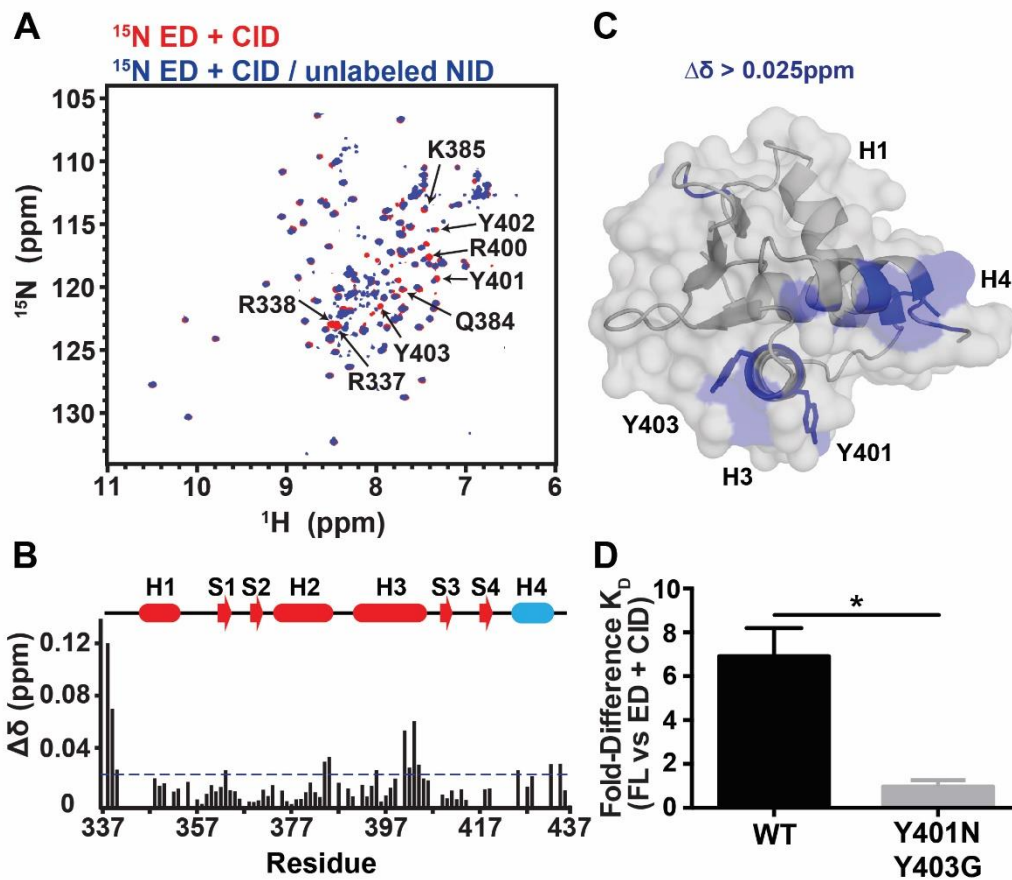 A
¹⁵N ED + CID
¹⁵N ED + CID / unlabeled NID
105
110
115
120
125
130
¹⁵N (ppm)
K385
Y402
R400
Y401
Q384
Y403
R338
R337
11 10 9 8 7 6
¹H (ppm)
B
H1 S1 S2 H2 H3 S3 S4 H4
0.12
0.08
0.04
0
Δδ (ppm)
337 357 377 397 417 437
Residue
C
Δδ > 0.025ppm
H1
H4
Y403
Y401
H3
D
Fold-Difference K_D
(FL vs ED + CID)
10
8
6
4
2
0
*
WT
Y401N
Y403G